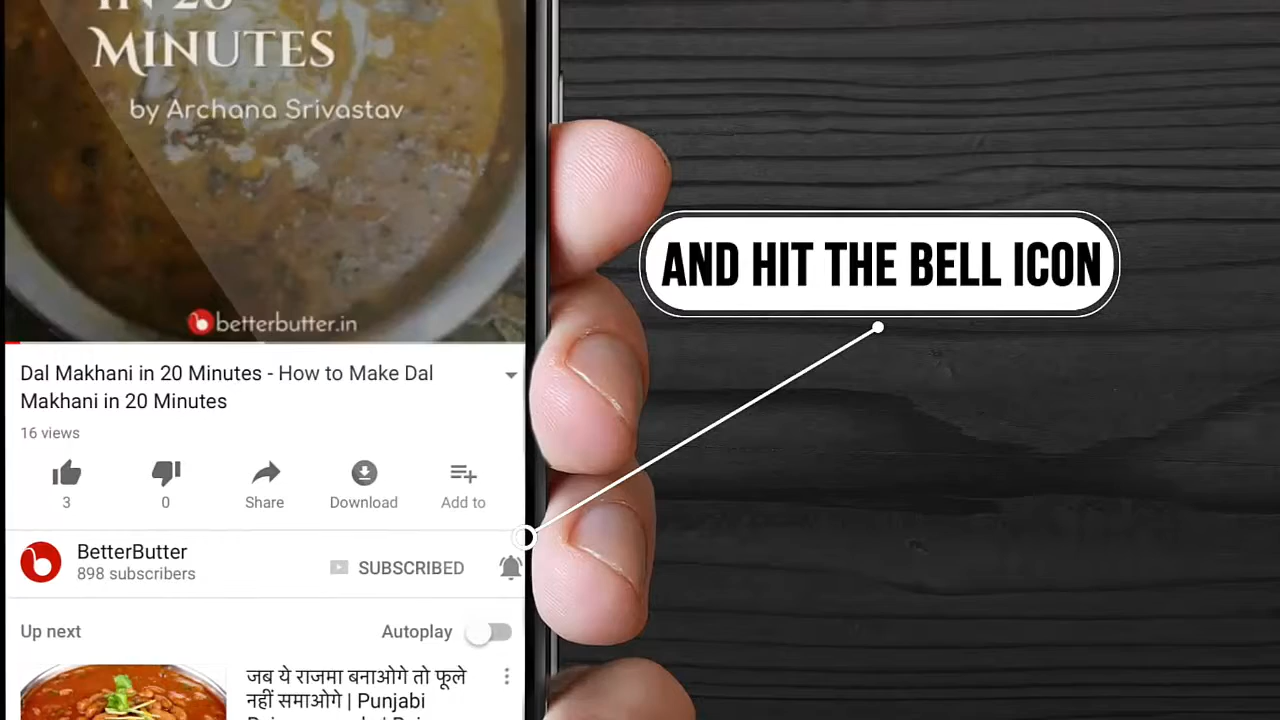 MINUTES
by Archana Srivastav
betterbutter.in
AND HIT THE BELL ICON
Dal Makhani in 20 Minutes - How to Make Dal
Makhani in 20 Minutes
16 views
3
0
Share
Download
Add to
BetterButter
898 subscribers
SUBSCRIBED
Up next
Autoplay
जब ये राजमा बनाओगे तो फूले
नहीं समाओगे | Punjabi